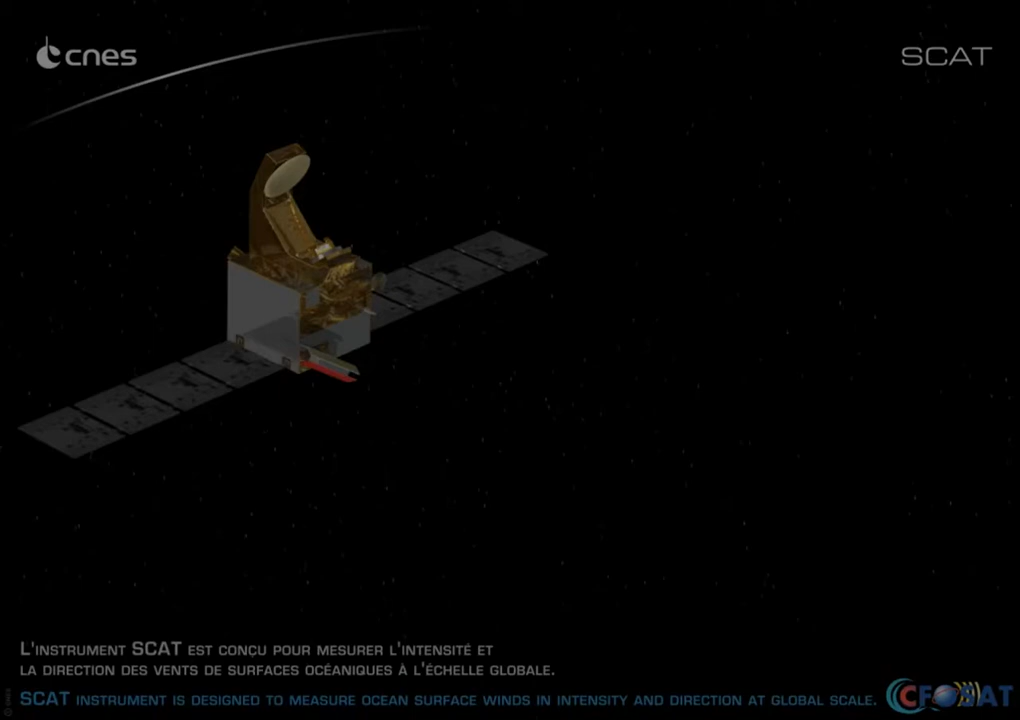 cnes
SCAT
L'INSTRUMENT SCAT EST CONÇU POUR MESURER L'INTENSITÉ ET
LA DIRECTION DES VENTS DE SURFACES OCÉANIQUES À L'ÉCHELLE GLOBALE.
SCAT INSTRUMENT IS DESIGNED TO MEASURE OCEAN SURFACE WINDS IN INTENSITY AND DIRECTION AT GLOBAL SCALE.
CFOSAT
© cnes